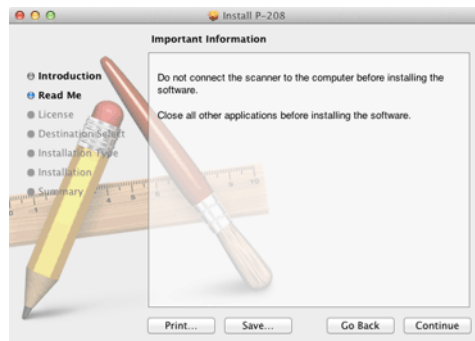 Install P-208
Important Information
Introduction
Read Me
License
Destination Select
Installation Type
Installation
Summary
Do not connect the scanner to the computer before installing the
software.
Close all other applications before installing the software.
Print...
Save...
Go Back
Continue